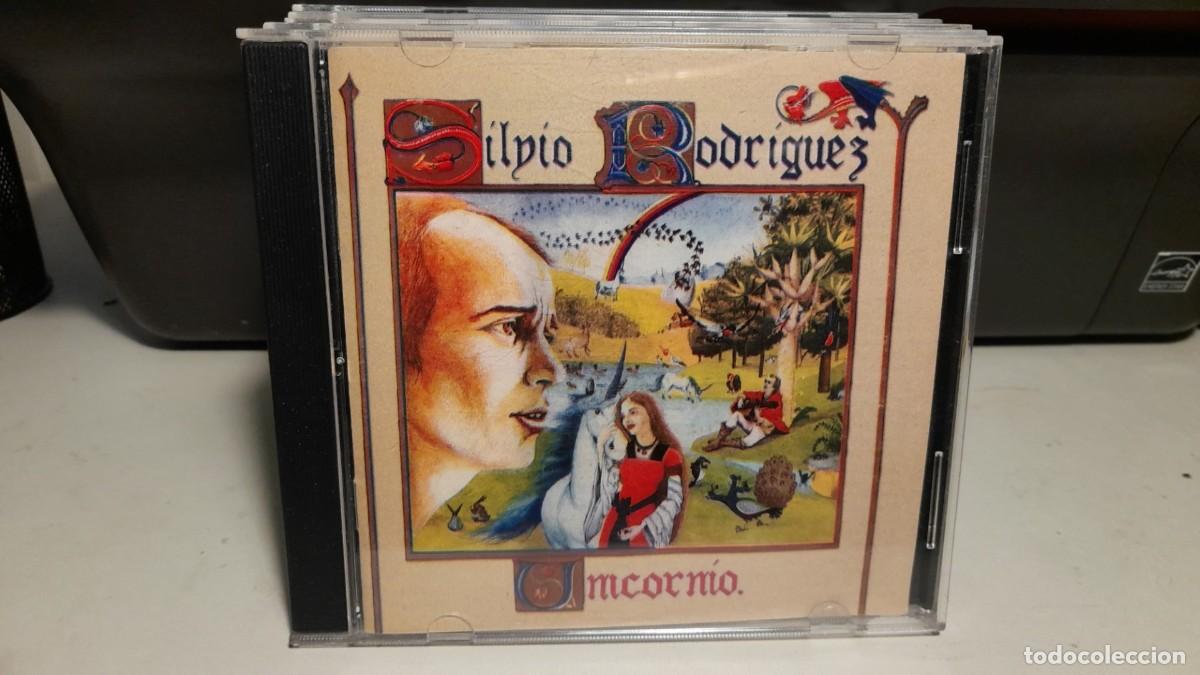 Silvio Rodriguez
Unicornio.
todocoleccion